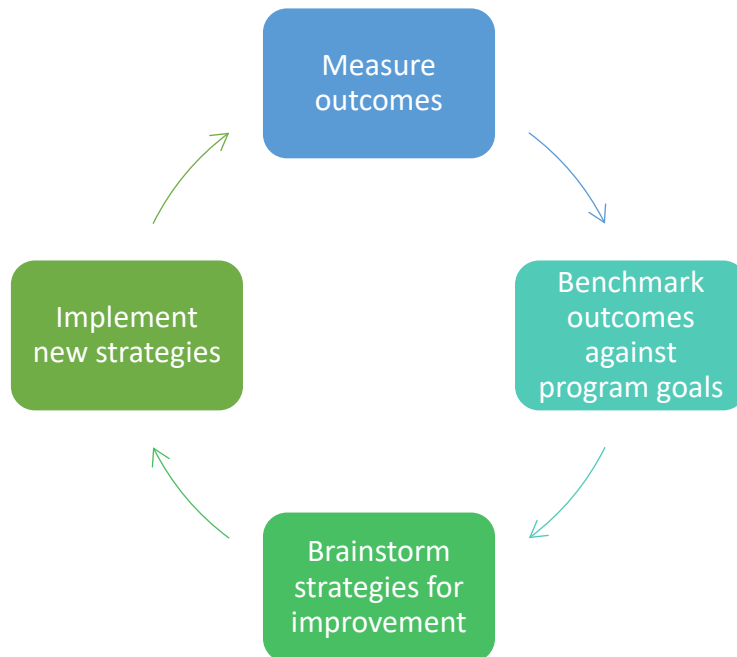 Measure
outcomes
Benchmark
outcomes
against
program goals
Brainstorm
strategies for
improvement
Implement
new strategies